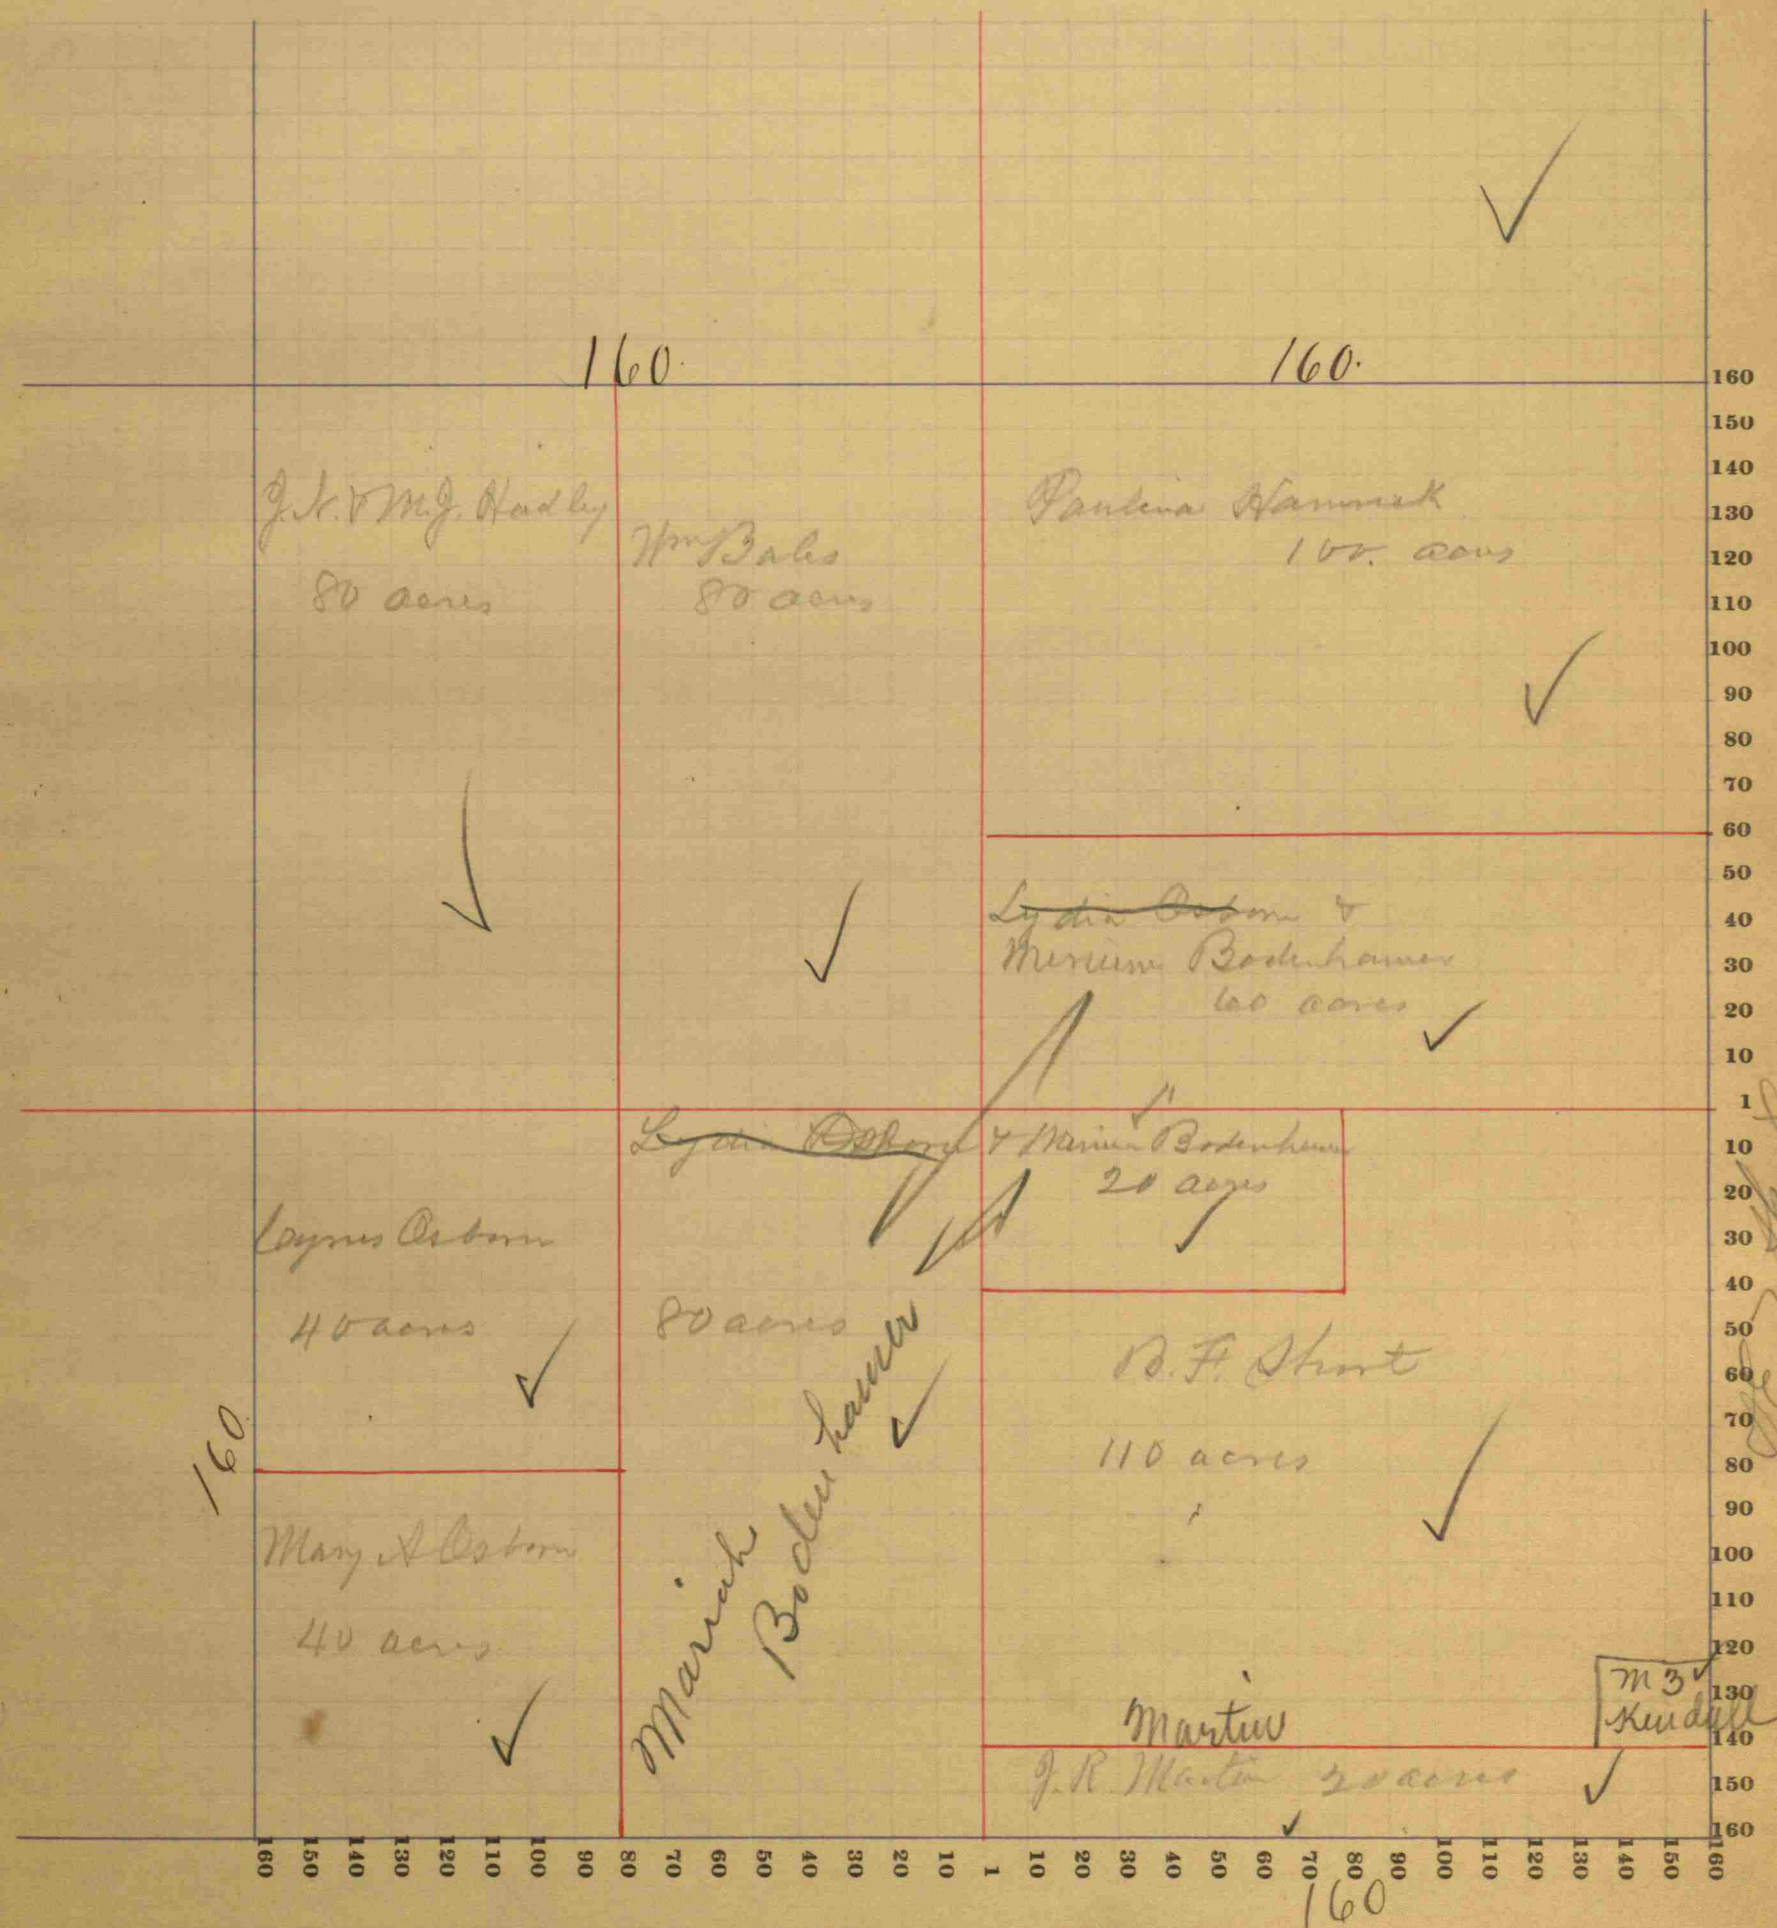 160.
160.
J. N. & M. J. Hadley
80 acres
Wm Bales
80 acres
Paulina Hammack
100. acres
Lydia Osborn &
Bodenhamer
60 acres
Lydia Osborn & Bodenhamer
20 acres
Osborn
40 acres
80 acres
B. F. Short
110 acres
Mary A Osborn
40 acres
Mariah
Bodenhamer
Martin
M 3
Kendall
J. R. Martin 20 acres
160
160
160
150
140
130
120
110
100
90
80
70
60
50
40
30
20
10
1
10
20
30
40
50
60
70
80
90
100
110
120
130
140
150
160
160 150 140 130 120 110 100 90 80 70 60 50 40 30 20 10 1 10 20 30 40 50 60 70 80 90 100 110 120 130 140 150 160